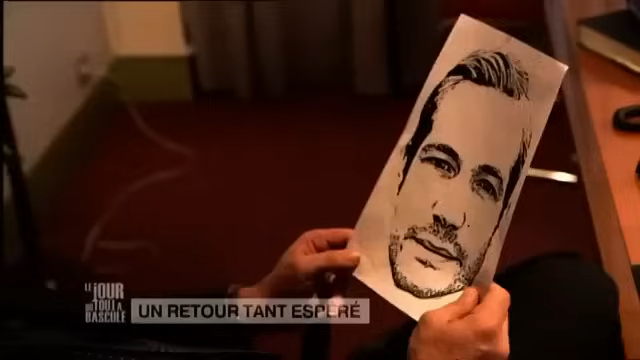 LE JOUR
OÙ TOUT A
BASCULÉ
UN RETOUR TANT ESPÉRÉ